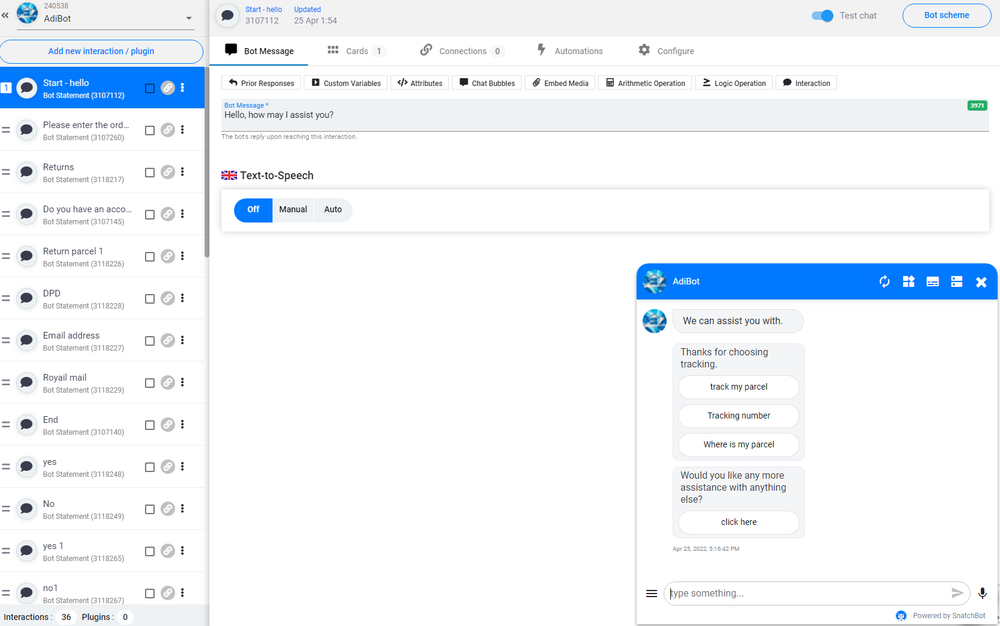 240538
AdiBot
Add new interaction / plugin
1
Start - hello
Bot Statement (3107112)
Please enter the ord...
Bot Statement (3107260)
Returns
Bot Statement (3118217)
Do you have an acco...
Bot Statement (3107145)
Return parcel 1
Bot Statement (3118226)
DPD
Bot Statement (3118228)
Email address
Bot Statement (3118227)
Royail mail
Bot Statement (3118229)
End
Bot Statement (3107140)
yes
Bot Statement (3118248)
No
Bot Statement (3118249)
yes 1
Bot Statement (3118265)
no1
Bot Statement (3118267)
Interactions : 36 Plugins : 0
Start - hello Updated
3107112 25 Apr 1:54
Test chat
Bot scheme
Bot Message Cards 1 Connections 0 Automations Configure
Prior Responses Custom Variables Attributes Chat Bubbles Embed Media Arithmetic Operation Logic Operation Interaction
Bot Message *
3971
Hello, how may I assist you?
The bot's reply upon reaching this interaction.
Text-to-Speech
Off Manual Auto
AdiBot
We can assist you with.
Thanks for choosing
tracking.
track my parcel
Tracking number
Where is my parcel
Would you like any more
assistance with anything
else?
click here
Apr 25, 2022, 5:16:42 PM
type something...
Powered by SnatchBot